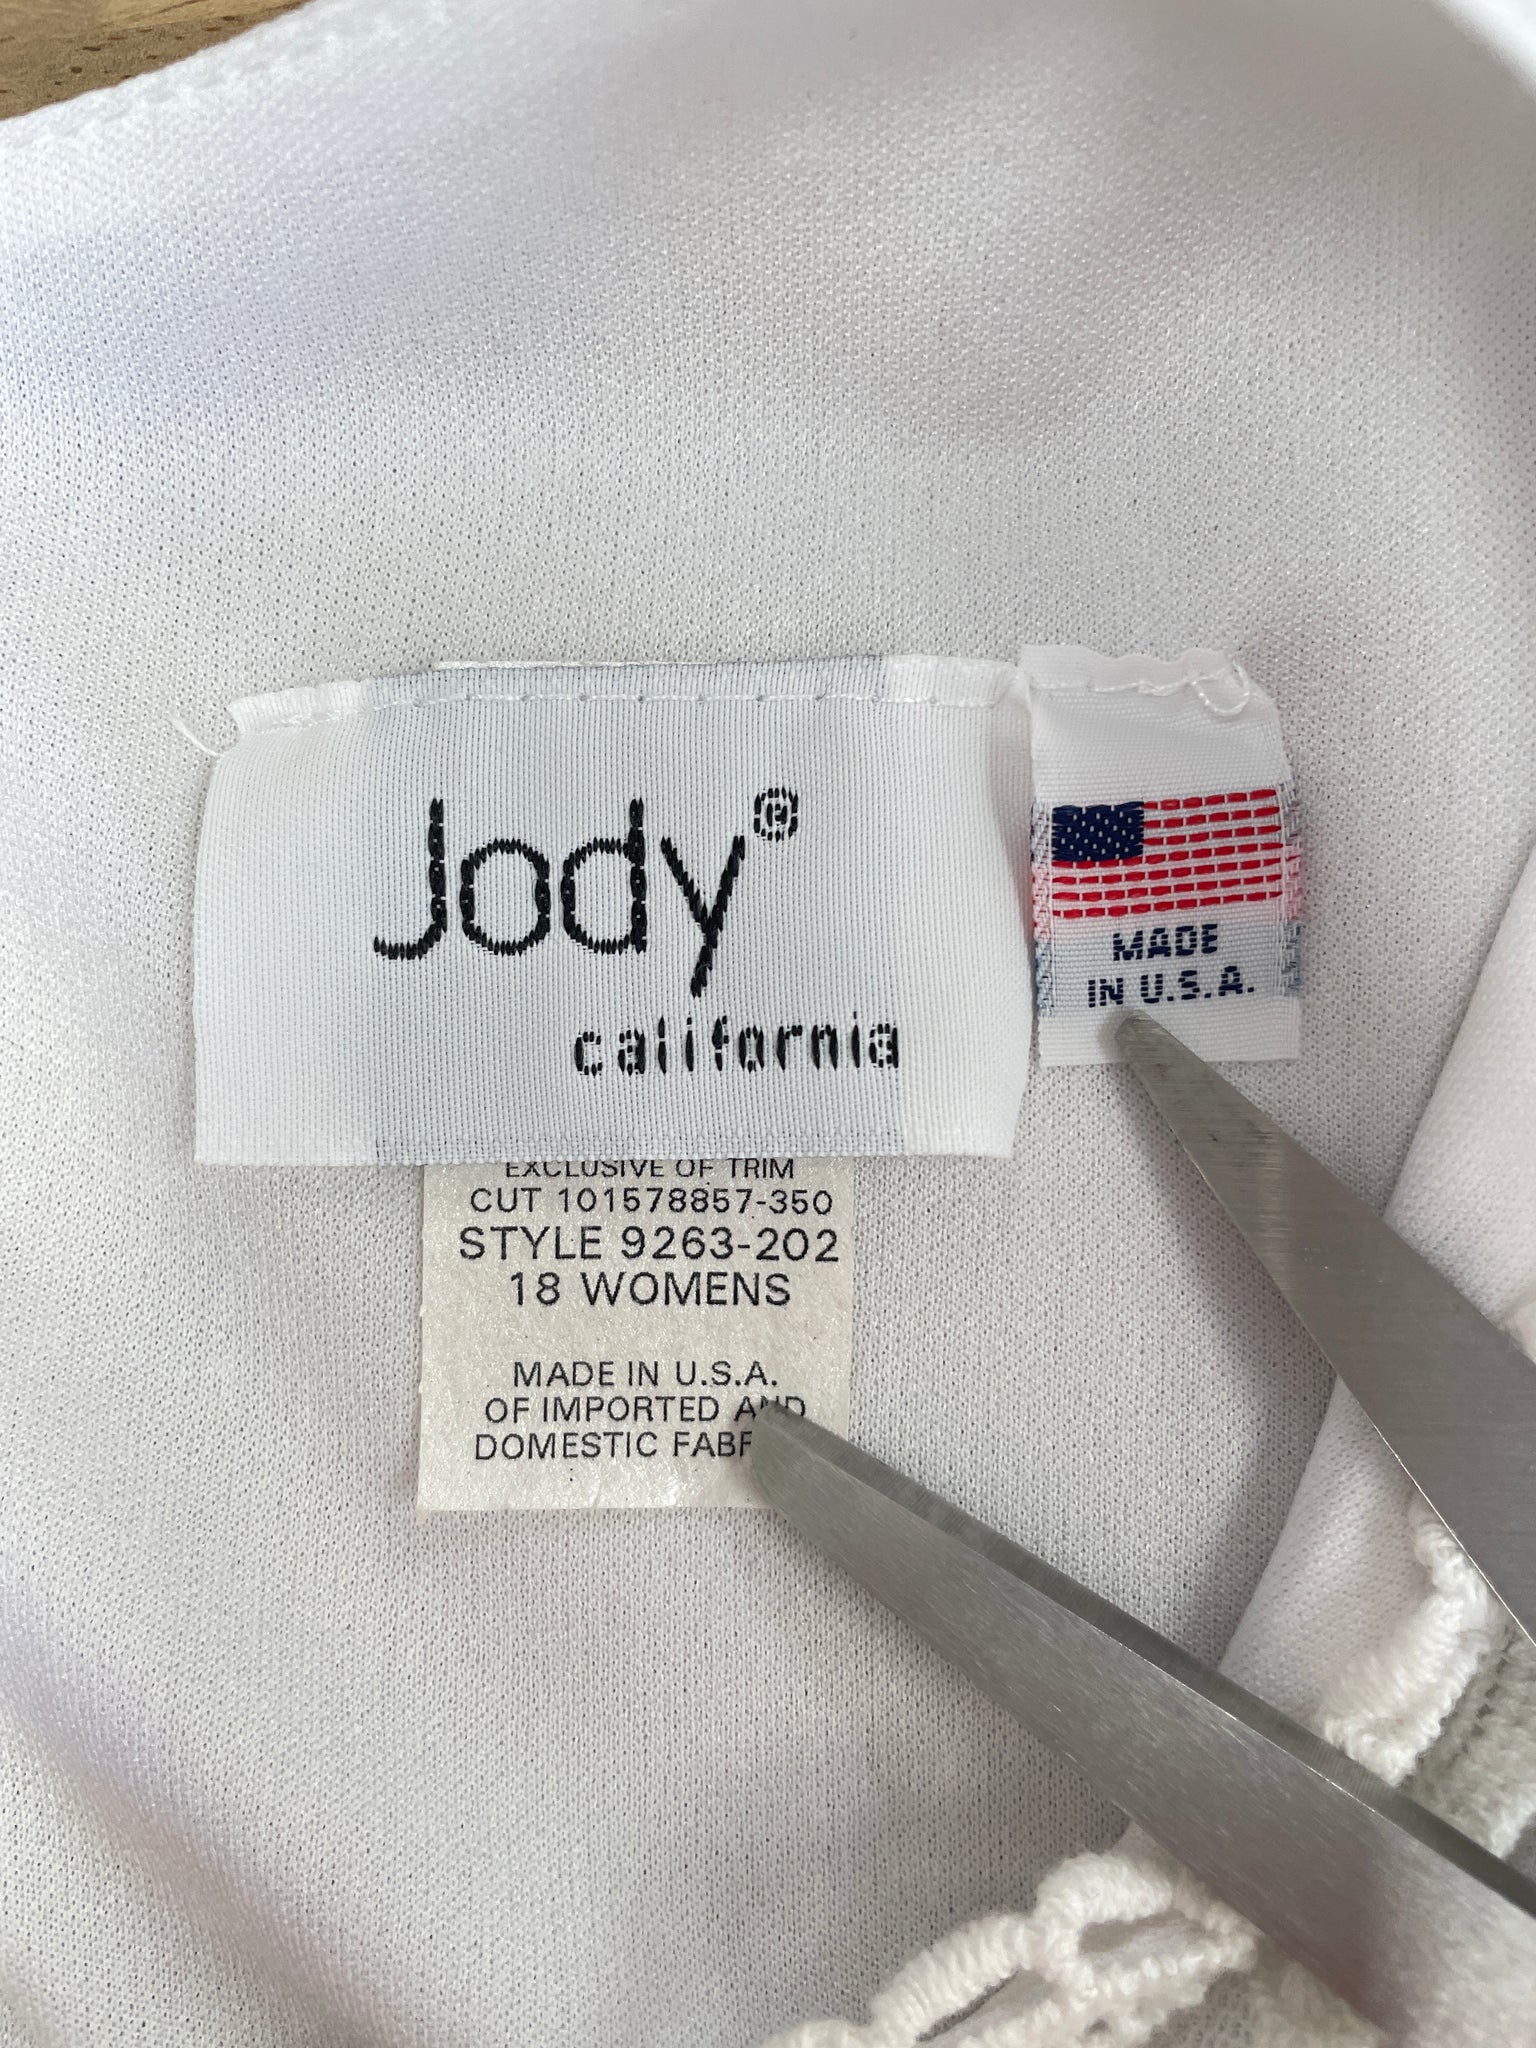 Jody®
california
MADE
IN U.S.A.
EXCLUSIVE OF TRIM
CUT 101578857-350
STYLE 9263-202
18 WOMENS
MADE IN U.S.A.
OF IMPORTED AND
DOMESTIC